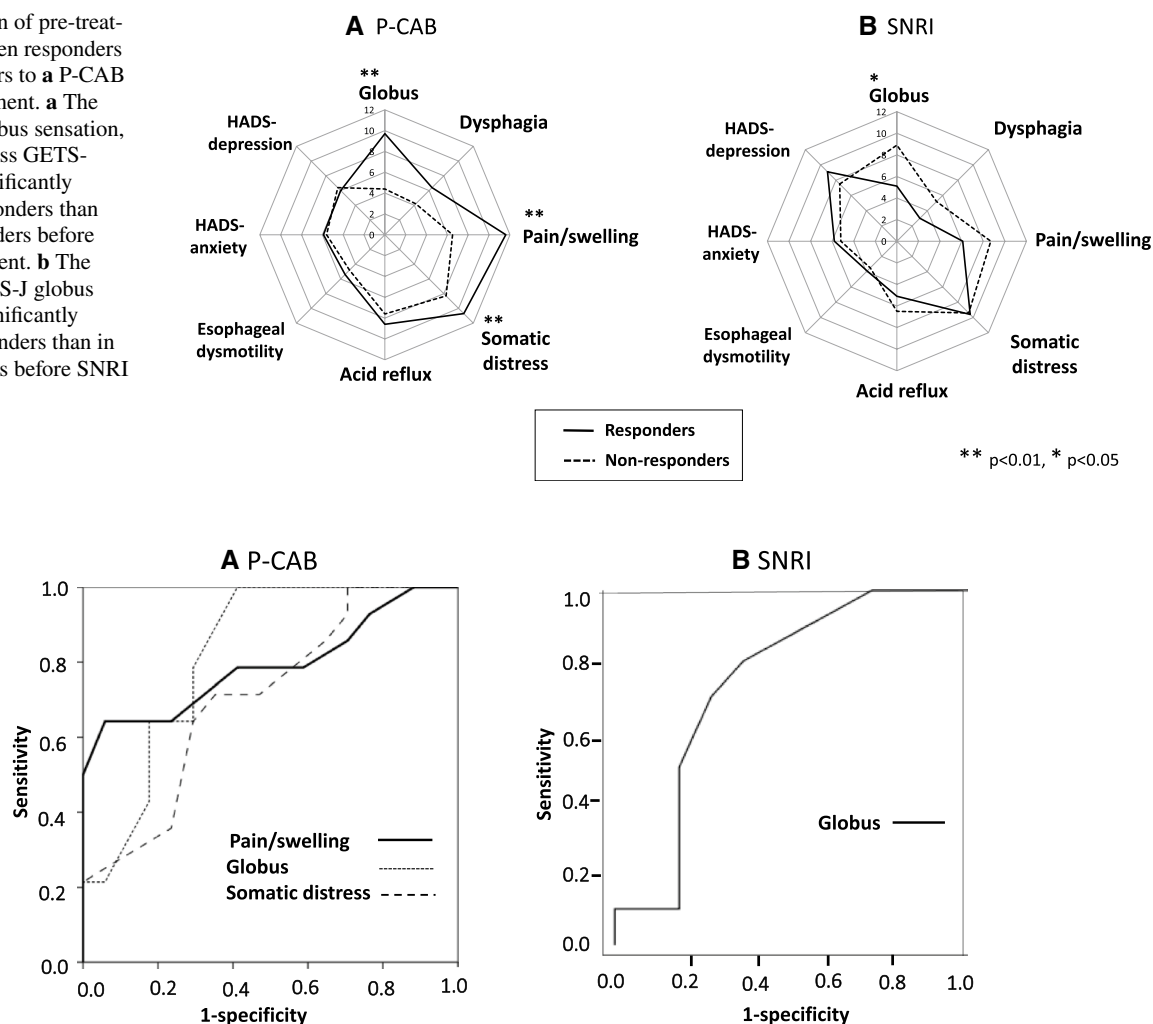 n of pre-treat-
en responders
rs to a P-CAB
nent. a The
bus sensation,
ss GETS-
ificantly
onders than
ders before
ent. b The
S-J globus
nificantly
nders than in
s before SNRI
A P-CAB
**
Globus
Dysphagia
**
Pain/swelling
**
Somatic
distress
Acid reflux
Esophageal
dysmotility
HADS-
anxiety
HADS-
depression
12
10
8
6
4
2
0
B SNRI
*
Globus
Dysphagia
Pain/swelling
Somatic
distress
Acid reflux
Esophageal
dysmotility
HADS-
anxiety
HADS-
depression
12
10
8
6
4
2
0
Responders
Non-responders
** p<0.01, * p<0.05
A P-CAB
Sensitivity
1.0
0.8
0.6
0.4
0.2
0.0
Pain/swelling
Globus
Somatic distress
0.0 0.2 0.4 0.6 0.8 1.0
1-specificity
B SNRI
Sensitivity
1.0
0.8
0.6
0.4
0.2
0.0
Globus
0.0 0.2 0.4 0.6 0.8 1.0
1-specificity